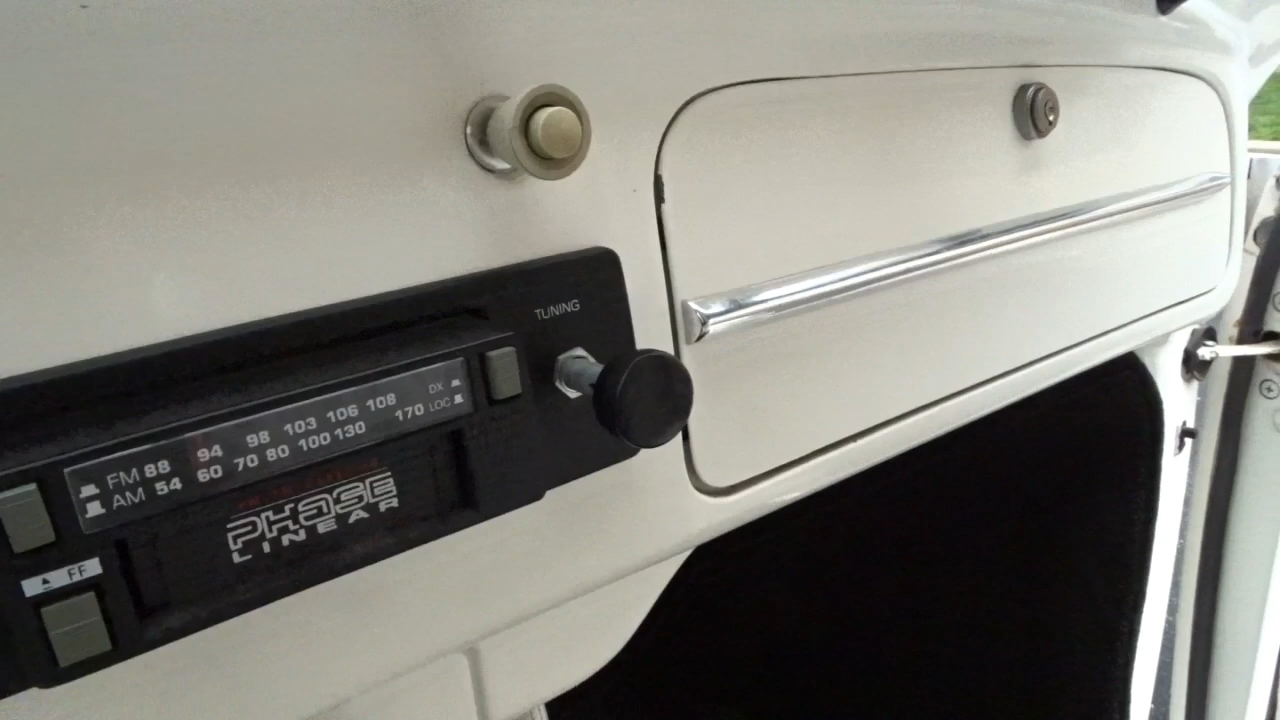 TUNING
DX
FM 88 94 98 103 106 108
LOC
AM 54 60 70 80 100 130 170
PHASE
LINEAR
FF